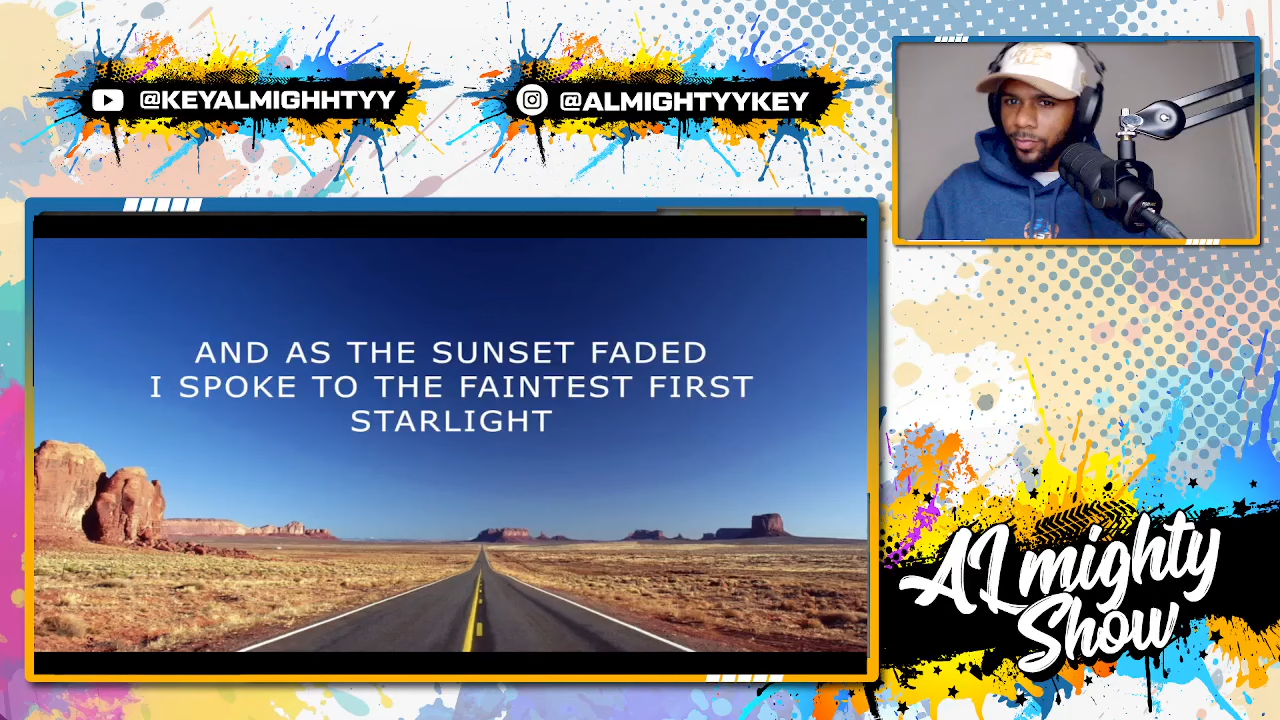 @KEYALMIGHHTYY
@ALMIGHTYYKEY
AND AS THE SUNSET FADED
I SPOKE TO THE FAINTEST FIRST
STARLIGHT
ALmighty
Show